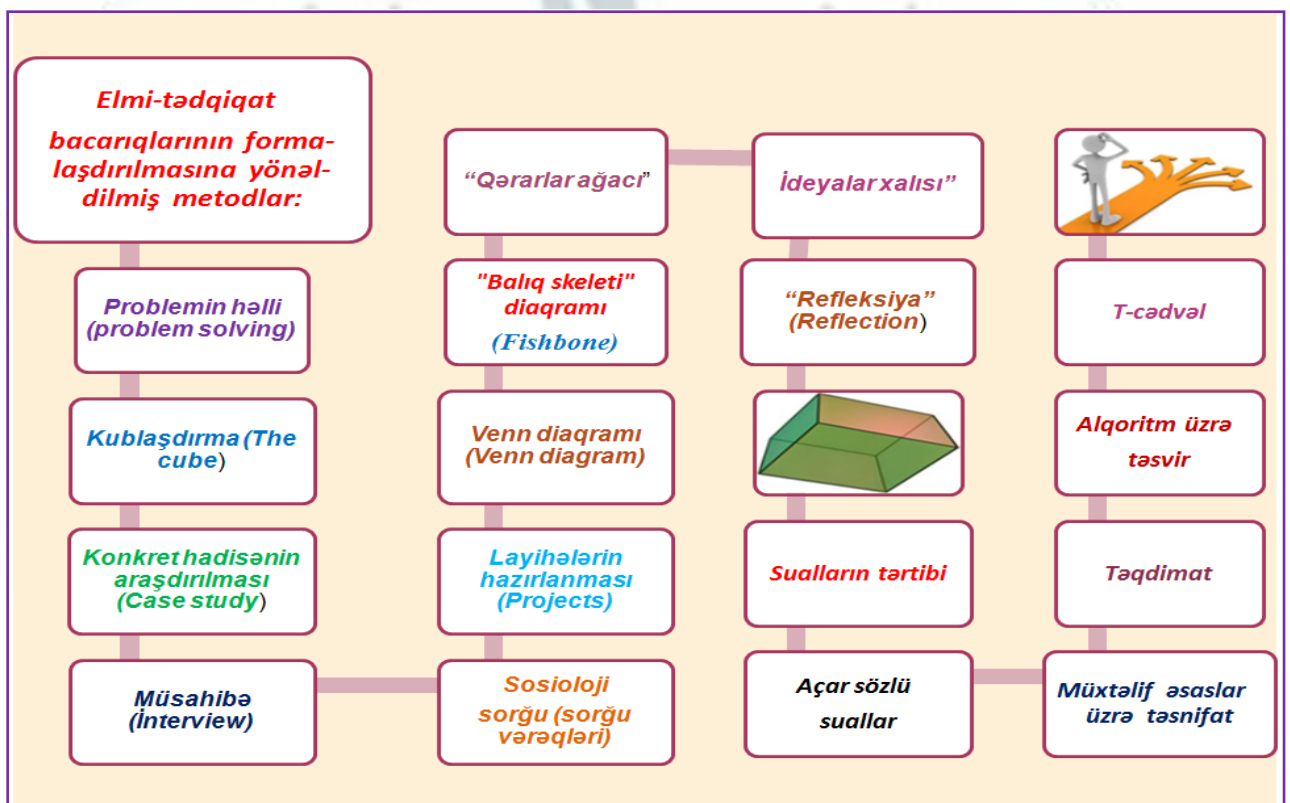 Elmi-tədqiqat
bacarıqlarının forma-
laşdırılmasına yönəl-
dilmiş metodlar:
Problemin həlli
(problem solving)
Kublaşdırma (The
cube)
Konkret hadisənin
araşdırılması
(Case study)
Müsahibə
(İnterview)
Sosioloji
sorğu (sorğu
vərəqləri)
Layihələrin
hazırlanması
(Projects)
Venn diaqramı
(Venn diagram)
"Balıq skeleti"
diaqramı
(Fishbone)
“Qərarlar ağacı”
İdeyalar xalısı”
“Refleksiya”
(Reflection)
Sualların tərtibi
Açar sözlü
suallar
Müxtəlif əsaslar
üzrə təsnifat
Təqdimat
Alqoritm üzrə
təsvir
T-cədvəl